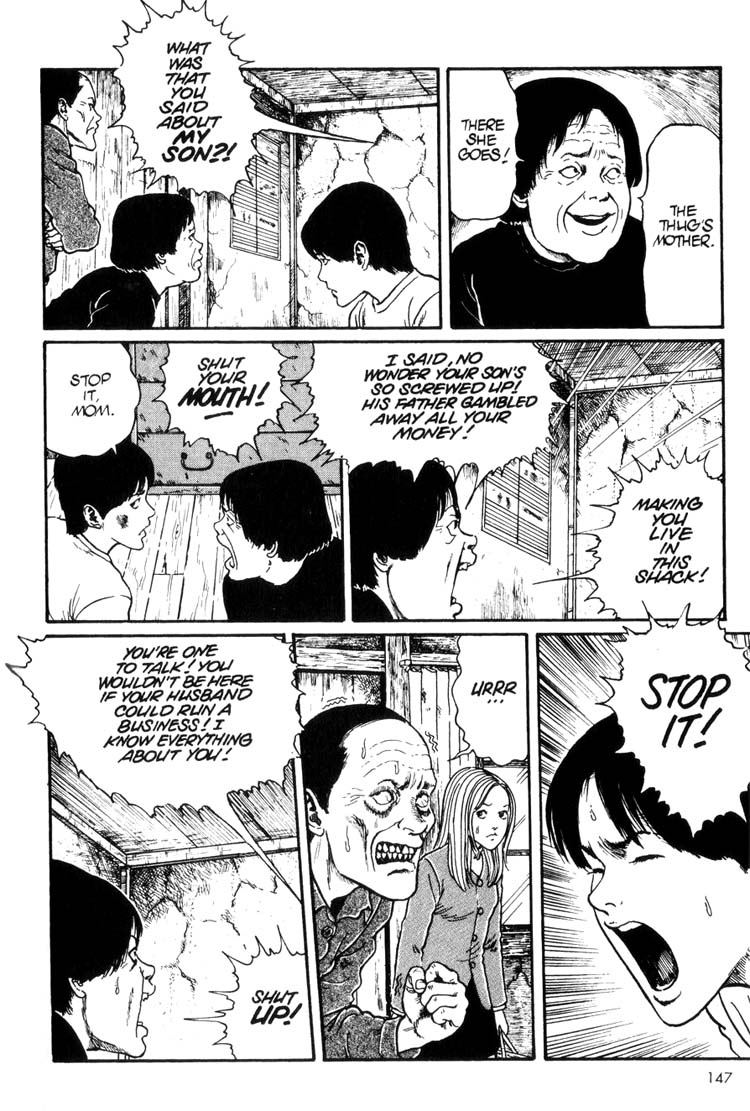 WHAT
WAS
THAT
YOU
SAID
ABOUT
MY
SON?!
THERE
SHE
GOES!
THE
THUG'S
MOTHER.
STOP
IT,
MOM.
SHUT
YOUR
MOUTH!
I SAID, NO
WONDER YOUR SON'S
SO SCREWED UP!
HIS FATHER GAMBLED
AWAY ALL YOUR
MONEY!
MAKING
YOU
LIVE
IN
THIS
SHACK!
YOU'RE ONE
TO TALK! YOU
WOULDN'T BE HERE
IF YOUR HUSBAND
COULD RUN A
BUSINESS! I
KNOW EVERYTHING
ABOUT YOU!
SHUT
UP!
URRR
...
STOP
IT!
147